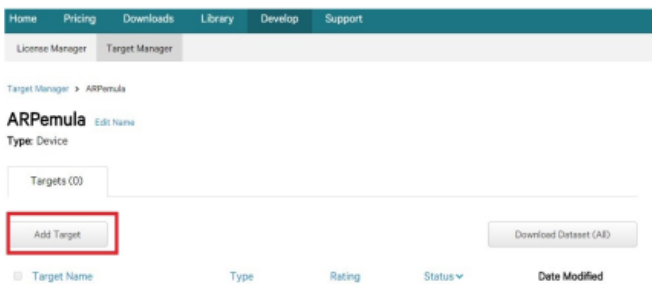 Home Pricing Downloads Library Develop Support
License Manager Target Manager
Target Manager > ARPemula
ARPemula Edit Name
Type: Device
Targets (0)
Add Target Download Dataset (All)
Target Name Type Rating Status Date Modified